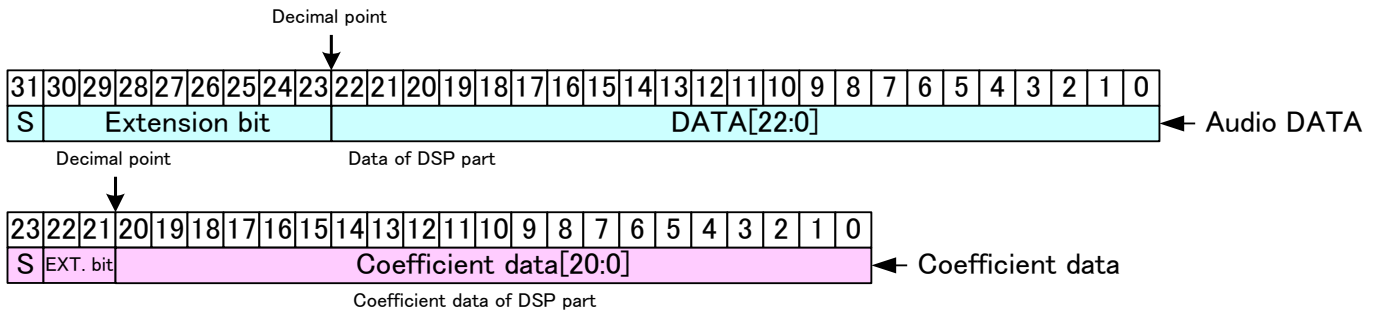 Decimal point
31 30 29 28 27 26 25 24 23 22 21 20 19 18 17 16 15 14 13 12 11 10 9 8 7 6 5 4 3 2 1 0
S Extension bit DATA[22:0] Audio DATA
Decimal point Data of DSP part
23 22 21 20 19 18 17 16 15 14 13 12 11 10 9 8 7 6 5 4 3 2 1 0
S EXT. bit Coefficient data[20:0] Coefficient data
Coefficient data of DSP part